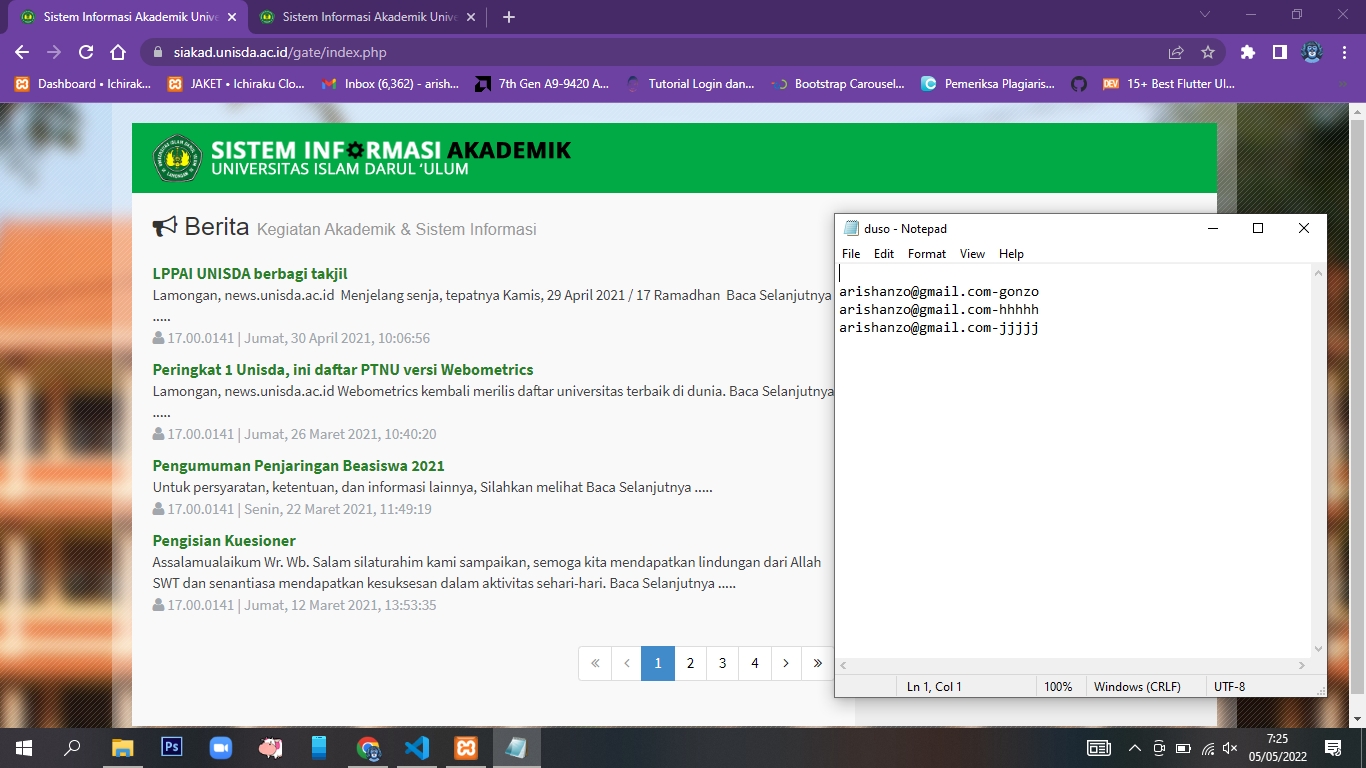 Sistem Informasi Akademik Unive
Sistem Informasi Akademik Unive
siakad.unisda.ac.id/gate/index.php
Dashboard • Ichirak...
JAKET • Ichiraku Clo...
Inbox (6,362) - arish...
7th Gen A9-9420 A...
Tutorial Login dan...
Bootstrap Carousel...
Pemeriksa Plagiaris...
DEV
15+ Best Flutter UI...
SISTEM INFORMASI AKADEMIK
UNIVERSITAS ISLAM DARUL 'ULUM
Berita Kegiatan Akademik & Sistem Informasi
LPPAI UNISDA berbagi takjil
Lamongan, news.unisda.ac.id Menjelang senja, tepatnya Kamis, 29 April 2021 / 17 Ramadhan Baca Selanjutnya
.....
17.00.0141 | Jumat, 30 April 2021, 10:06:56
Peringkat 1 Unisda, ini daftar PTNU versi Webometrics
Lamongan, news.unisda.ac.id Webometrics kembali merilis daftar universitas terbaik di dunia. Baca Selanjutnya
.....
17.00.0141 | Jumat, 26 Maret 2021, 10:40:20
Pengumuman Penjaringan Beasiswa 2021
Untuk persyaratan, ketentuan, dan informasi lainnya, Silahkan melihat Baca Selanjutnya .....
17.00.0141 | Senin, 22 Maret 2021, 11:49:19
Pengisian Kuesioner
Assalamualaikum Wr. Wb. Salam silaturahim kami sampaikan, semoga kita mendapatkan lindungan dari Allah
SWT dan senantiasa mendapatkan kesuksesan dalam aktivitas sehari-hari. Baca Selanjutnya .....
17.00.0141 | Jumat, 12 Maret 2021, 13:53:35
« ‹ 1 2 3 4 › »
duso - Notepad
File Edit Format View Help
arishanzo@gmail.com-gonzo
arishanzo@gmail.com-hhhhh
arishanzo@gmail.com-jjjjj
Ln 1, Col 1
100%
Windows (CRLF)
UTF-8
Ps
7:25
05/05/2022